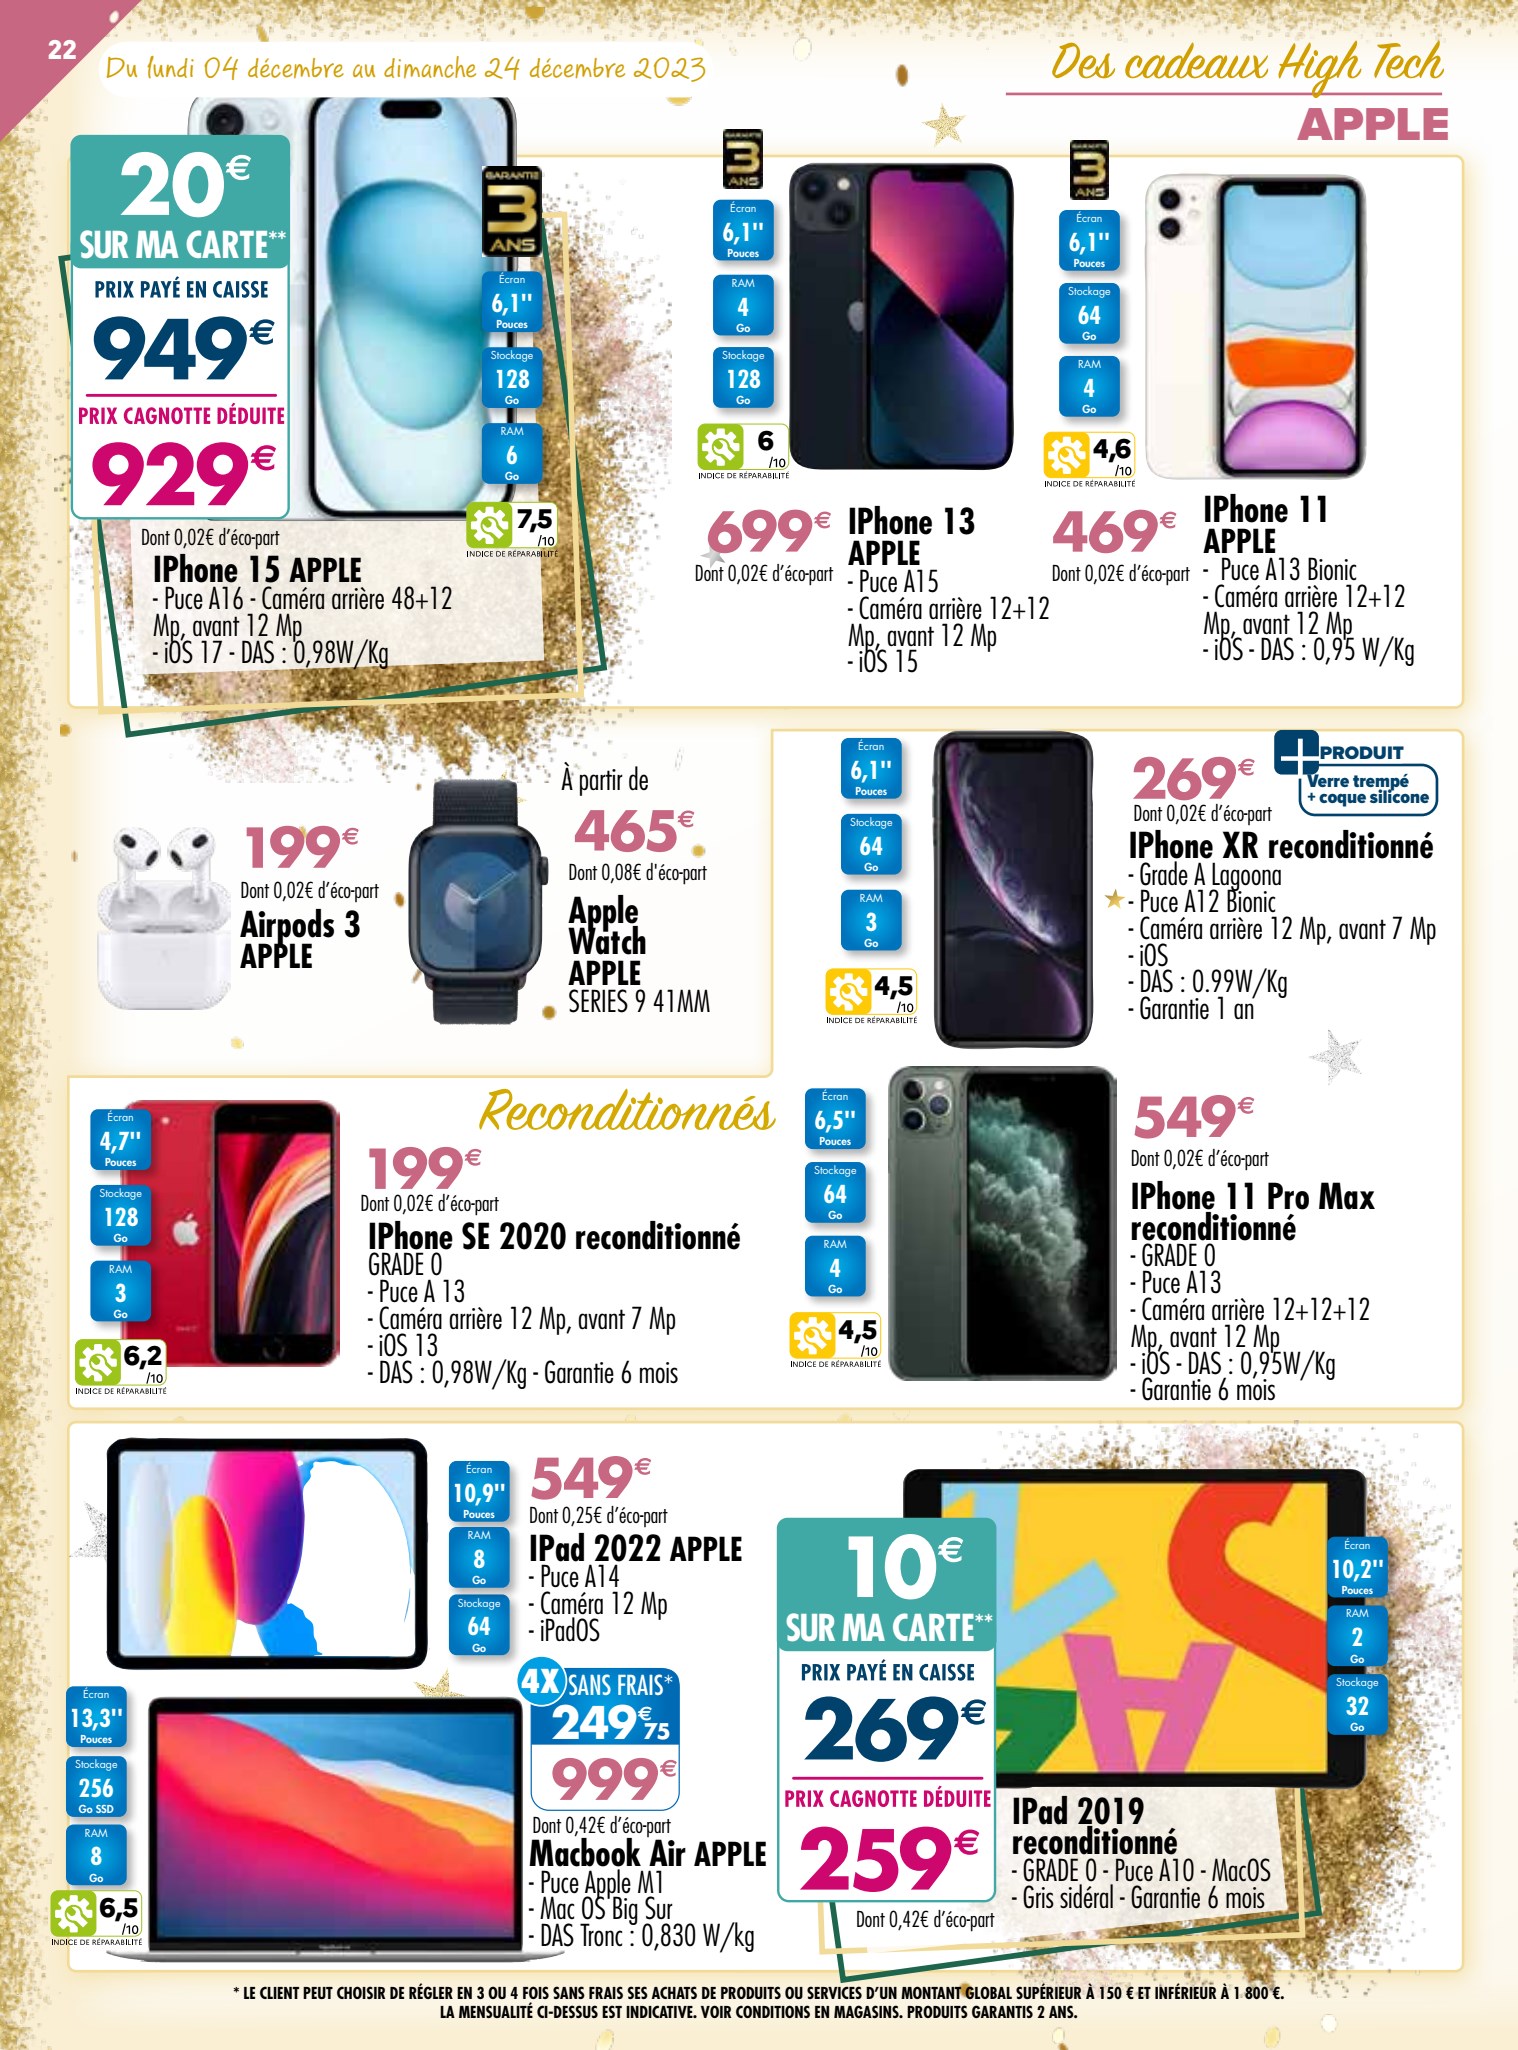 22
Du lundi 04 décembre au dimanche 24 décembre 2023
Des cadeaux High Tech
APPLE
20€
SUR MA CARTE**
PRIX PAYÉ EN CAISSE
949€
PRIX CAGNOTTE DÉDUITE
929€
GARANTIE
3
ANS
Écran
6,1''
Pouces
Stockage
128
Go
RAM
6
Go
7,5
/10
INDICE DE RÉPARABILITÉ
Dont 0,02€ d'éco-part
IPhone 15 APPLE
- Puce A16 - Caméra arrière 48+12
Mp, avant 12 Mp
- iOS 17 - DAS : 0,98W/Kg
GARANTIE
3
ANS
Écran
6,1''
Pouces
RAM
4
Go
Stockage
128
Go
6
/10
INDICE DE RÉPARABILITÉ
699€
Dont 0,02€ d'éco-part
IPhone 13
APPLE
- Puce A15
- Caméra arrière 12+12
Mp, avant 12 Mp
- iOS 15
GARANTIE
3
ANS
Écran
6,1''
Pouces
Stockage
64
Go
RAM
4
Go
4,6
/10
INDICE DE RÉPARABILITÉ
469€
Dont 0,02€ d'éco-part
IPhone 11
APPLE
- Puce A13 Bionic
- Caméra arrière 12+12
Mp, avant 12 Mp
- iOS - DAS : 0,95 W/Kg
199€
Dont 0,02€ d'éco-part
Airpods 3
APPLE
À partir de
465€
Dont 0,08€ d'éco-part
Apple
Watch
APPLE
SERIES 9 41MM
Écran
6,1''
Pouces
Stockage
64
Go
RAM
3
Go
4,5
/10
INDICE DE RÉPARABILITÉ
269€
Dont 0,02€ d'éco-part
+PRODUIT
Verre trempé
+ coque silicone
IPhone XR reconditionné
- Grade A Lagoona
- Puce A12 Bionic
- Caméra arrière 12 Mp, avant 7 Mp
- iOS
- DAS : 0.99W/Kg
- Garantie 1 an
Reconditionnés
Écran
4,7''
Pouces
Stockage
128
Go
RAM
3
Go
6,2
/10
INDICE DE RÉPARABILITÉ
199€
Dont 0,02€ d'éco-part
IPhone SE 2020 reconditionné
GRADE 0
- Puce A 13
- Caméra arrière 12 Mp, avant 7 Mp
- iOS 13
- DAS : 0,98W/Kg - Garantie 6 mois
Écran
6,5''
Pouces
Stockage
64
Go
RAM
4
Go
4,5
/10
INDICE DE RÉPARABILITÉ
549€
Dont 0,02€ d'éco-part
IPhone 11 Pro Max
reconditionné
- GRADE 0
- Puce A13
- Caméra arrière 12+12+12
Mp, avant 12 Mp
- iOS - DAS : 0,95W/Kg
- Garantie 6 mois
Écran
10,9''
Pouces
RAM
8
Go
Stockage
64
Go
549€
Dont 0,25€ d'éco-part
IPad 2022 APPLE
- Puce A14
- Caméra 12 Mp
- iPadOS
Écran
13,3''
Pouces
Stockage
256
Go SSD
RAM
8
Go
6,5
/10
INDICE DE RÉPARABILITÉ
4X SANS FRAIS*
249€75
999€
Dont 0,42€ d'éco-part
Macbook Air APPLE
- Puce Apple M1
- Mac OS Big Sur
- DAS Tronc : 0,830 W/kg
10€
SUR MA CARTE**
PRIX PAYÉ EN CAISSE
269€
PRIX CAGNOTTE DÉDUITE
259€
Dont 0,42€ d'éco-part
Écran
10,2''
Pouces
RAM
2
Go
Stockage
32
Go
IPad 2019
reconditionné
- GRADE 0 - Puce A10 - MacOS
- Gris sidéral - Garantie 6 mois
* LE CLIENT PEUT CHOISIR DE RÉGLER EN 3 OU 4 FOIS SANS FRAIS SES ACHATS DE PRODUITS OU SERVICES D'UN MONTANT GLOBAL SUPÉRIEUR À 150 € ET INFÉRIEUR À 1 800 €.
LA MENSUALITÉ CI-DESSUS EST INDICATIVE. VOIR CONDITIONS EN MAGASINS. PRODUITS GARANTIS 2 ANS.